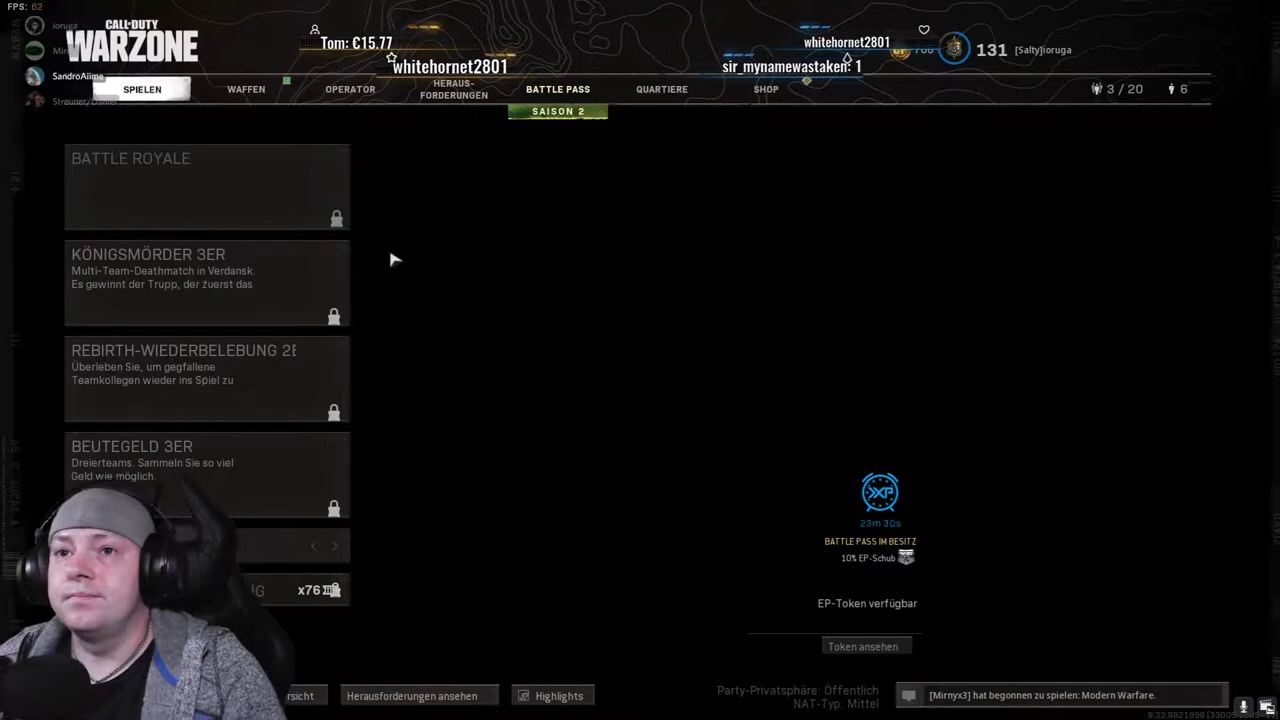 FPS: 62
ioruga
CALL OF DUTY
WARZONE
Tom: €15.77
whitehornet2801
whitehornet2801
sir_mynamewastaken: 1
131
[Salty]ioruga
SandroAiime
SPIELEN
WAFFEN
OPERATOR
HERAUS-
FORDERUNGEN
BATTLE PASS
QUARTIERE
SHOP
3 / 20
6
SAISON 2
BATTLE ROYALE
KÖNIGSMÖRDER 3ER
Multi-Team-Deathmatch in Verdansk.
Es gewinnt der Trupp, der zuerst das
REBIRTH-WIEDERBELEBUNG 2E
Überleben Sie, um gegfallene
Teamkollegen wieder ins Spiel zu
BEUTEGELD 3ER
Dreierteams. Sammeln Sie so viel
Geld wie möglich.
x76
XP
23m 30s
BATTLE PASS IM BESITZ
10% EP-Schub
EP-Token verfügbar
Token ansehen
Herausforderungen ansehen
Highlights
Party-Privatsphäre: Öffentlich
NAT-Typ: Mittel
[Mirnyx3] hat begonnen zu spielen: Modern Warfare.